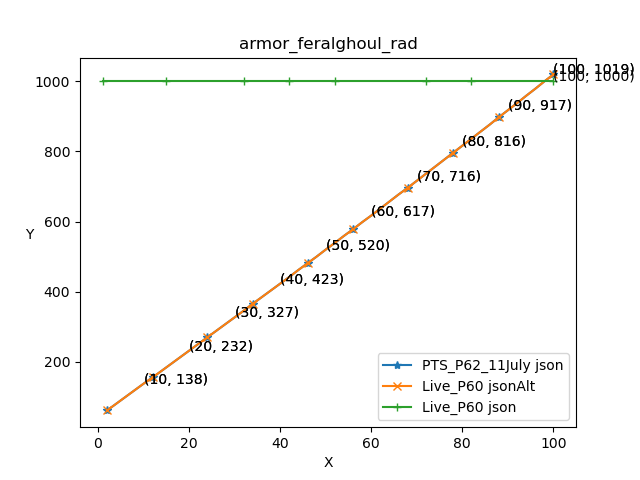 armor_feralghoul_rad
(100, 1019)
(100, 1000)
1000
(90, 917)
800
(80, 816)
(70, 716)
600
(60, 617)
Y
(50, 520)
400
(40, 423)
(30, 327)
200
(20, 232)
(10, 138)
PTS_P62_11July json
Live_P60 jsonAlt
Live_P60 json
0 20 40 60 80 100
X